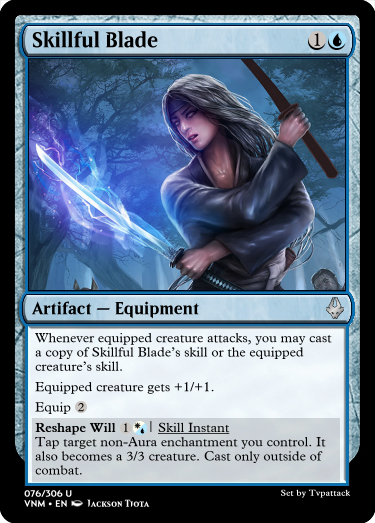 Skillful Blade 1
Artifact — Equipment
Whenever equipped creature attacks, you may cast
a copy of Skillful Blade's skill or the equipped
creature's skill.
Equipped creature gets +1/+1.
Equip 2
Reshape Will 1 | Skill Instant
Tap target non-Aura enchantment you control. It
also becomes a 3/3 creature. Cast only outside of
combat.
076/306 U
Set by Tvpattack
VNM • EN Jackson Tjota